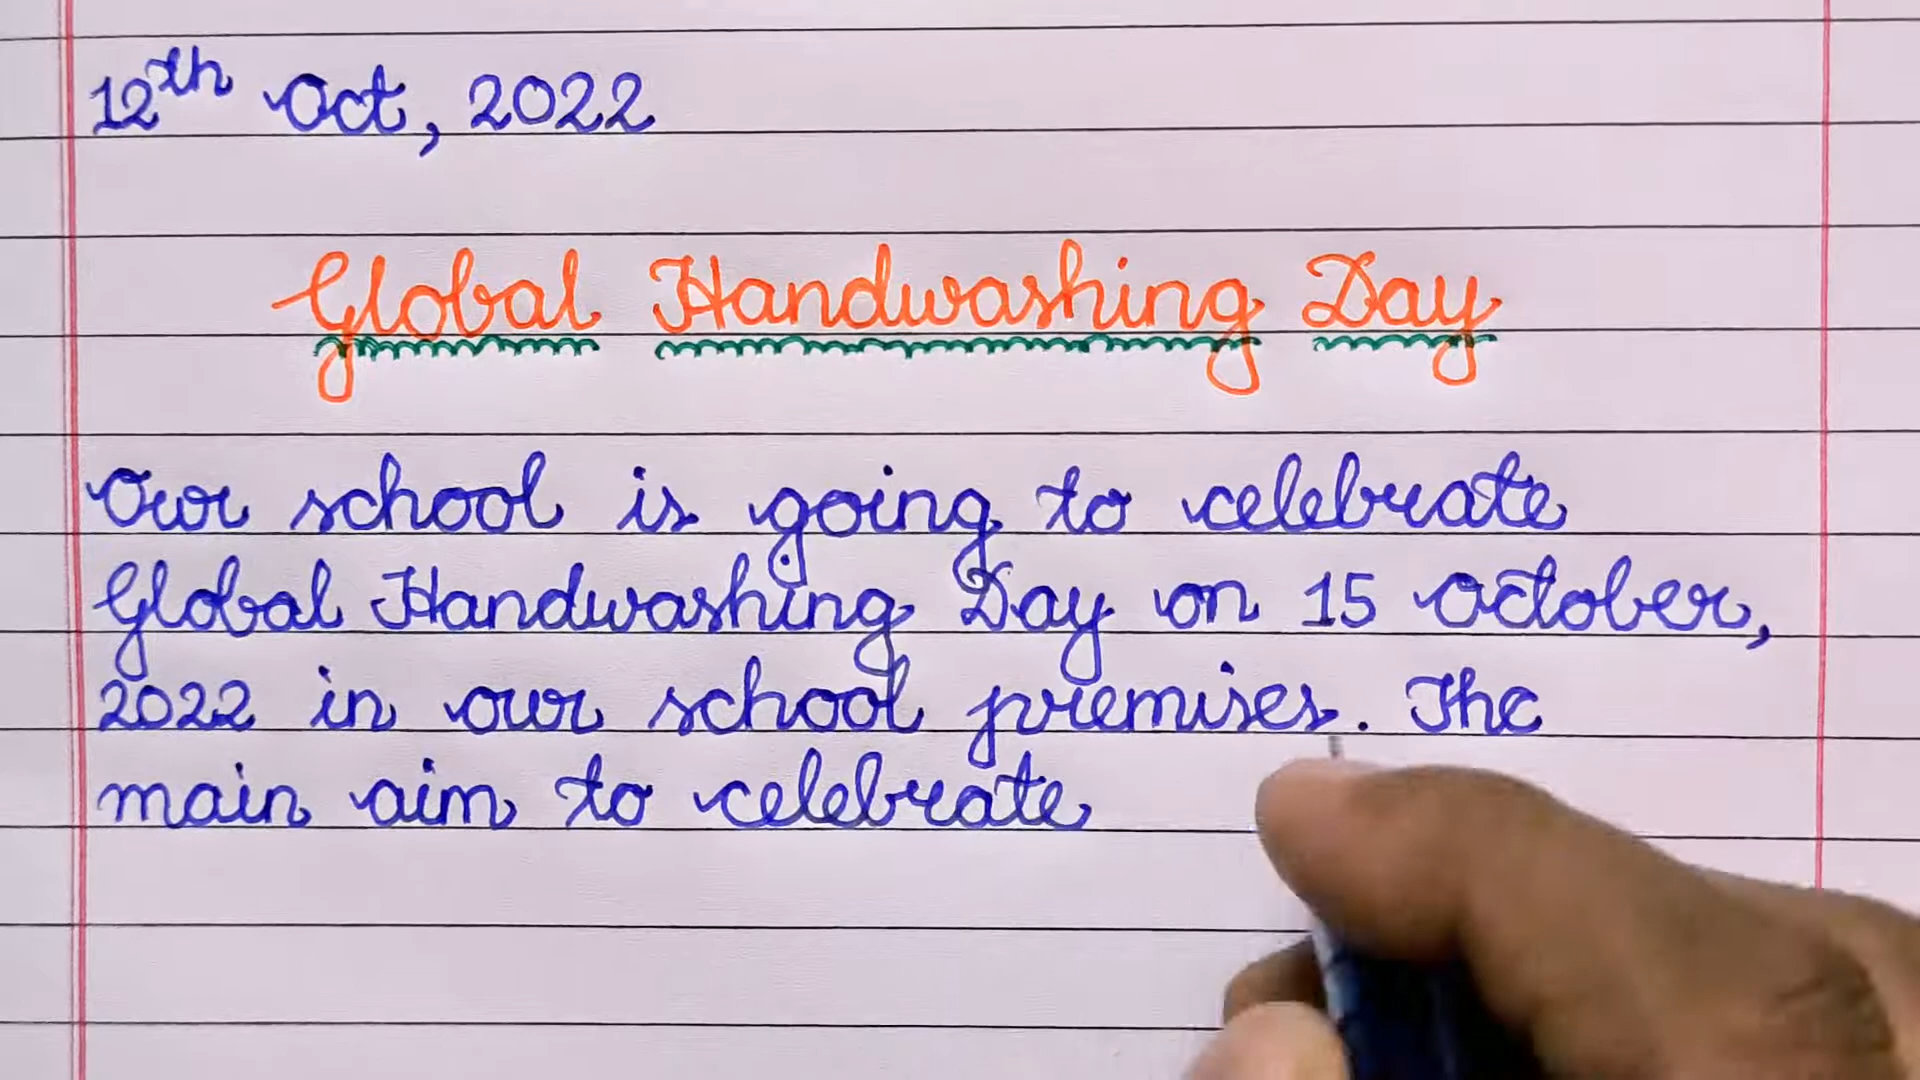 12th Oct, 2022
Global Handwashing Day
Our school is going to celebrate
Global Handwashing Day on 15 October,
2022 in our school premises. The
main aim to celebrate